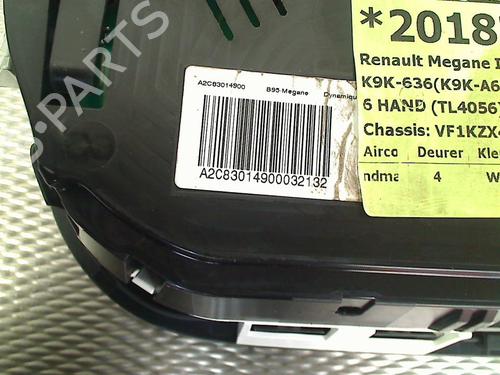 B-PARTS
*2018
Renault Megane I
K9K-636(K9K-A6
6 HAND (TL4056
Chassis: VF1KZX
Airco Deurer Kle
ndma 4 W
A2C83014900 B95-Megane Dynamiqu
A2C83014900032132